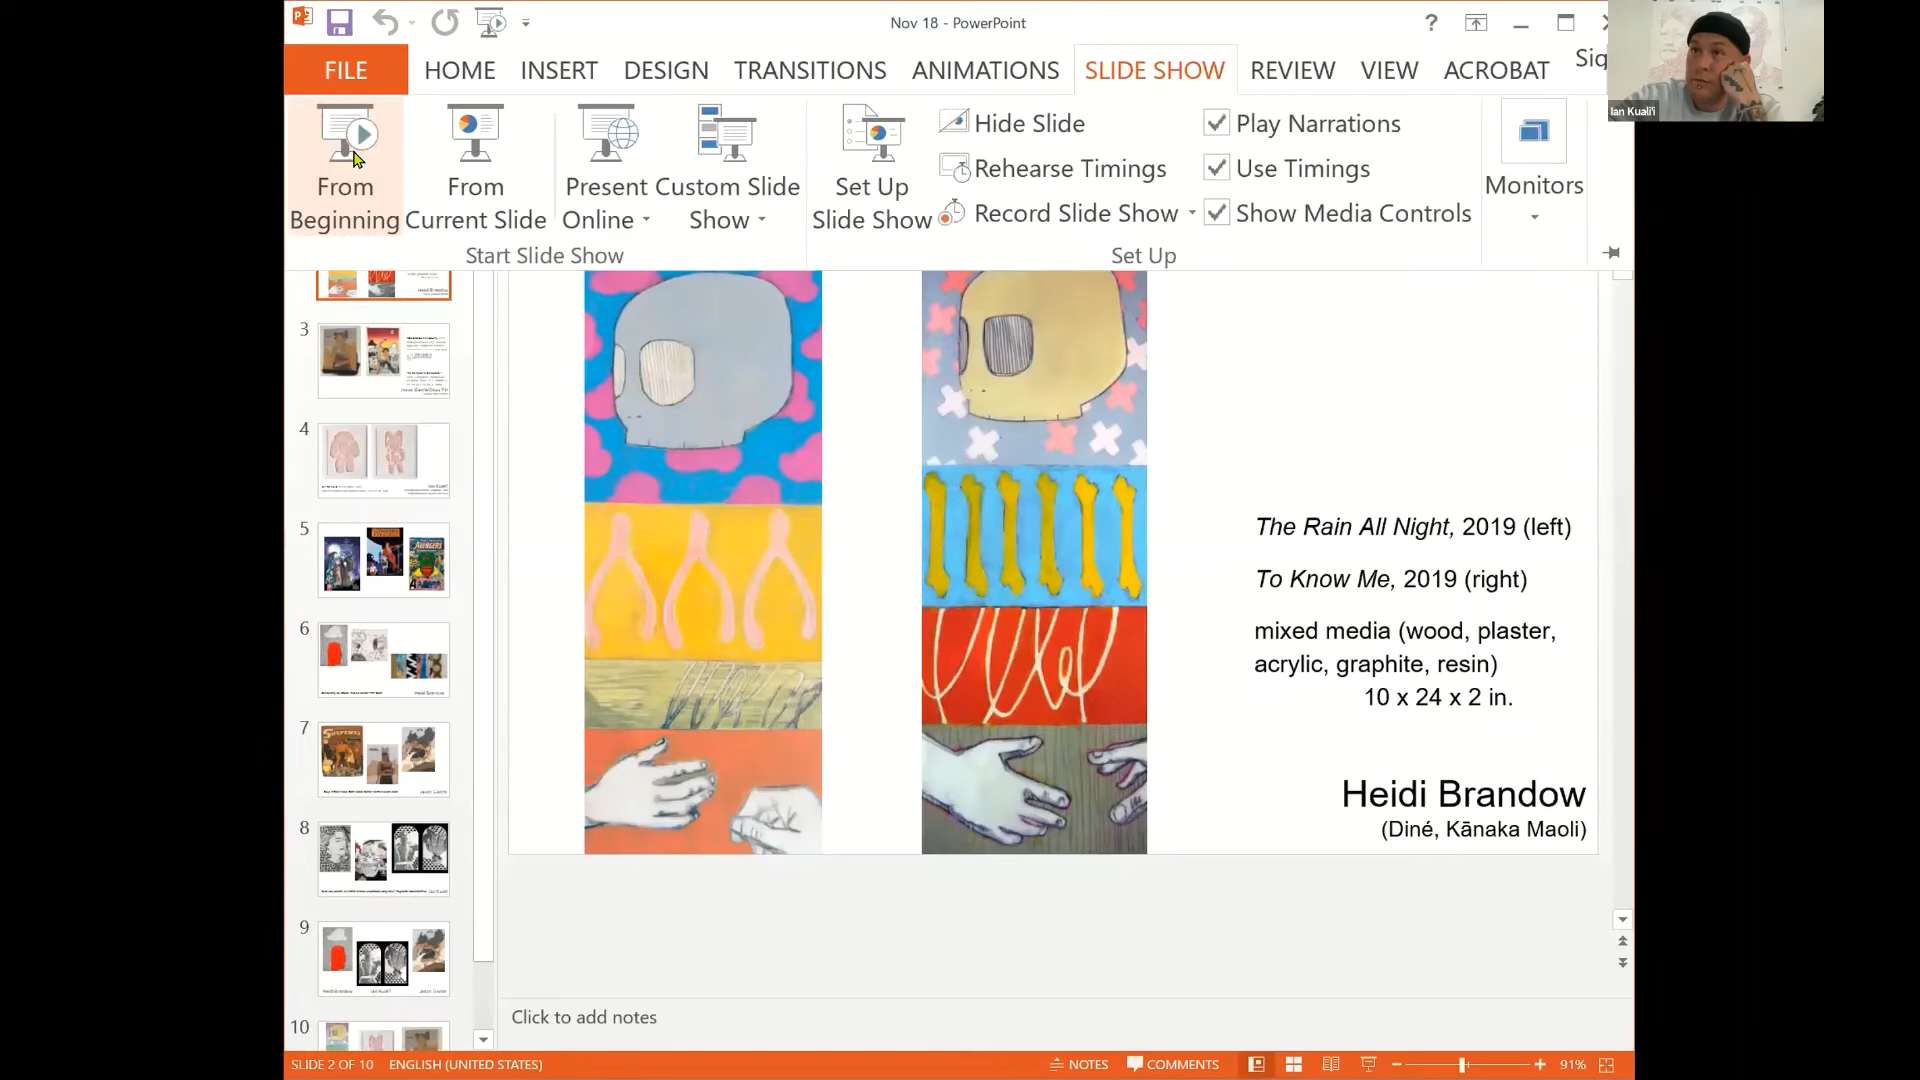 Nov 18 - PowerPoint
?
FILE
HOME
INSERT
DESIGN
TRANSITIONS
ANIMATIONS
SLIDE SHOW
REVIEW
VIEW
ACROBAT
Ian Kuali'i
From
Beginning
From
Current Slide
Present
Online
Custom Slide
Show
Set Up
Slide Show
Hide Slide
Rehearse Timings
Record Slide Show
Play Narrations
Use Timings
Show Media Controls
Monitors
Start Slide Show
Set Up
3
4
5
6
7
8
9
10
The Rain All Night, 2019 (left)
To Know Me, 2019 (right)
mixed media (wood, plaster,
acrylic, graphite, resin)
10 x 24 x 2 in.
Heidi Brandow
(Diné, Kānaka Maoli)
Click to add notes
SLIDE 2 OF 10
ENGLISH (UNITED STATES)
NOTES
COMMENTS
91%